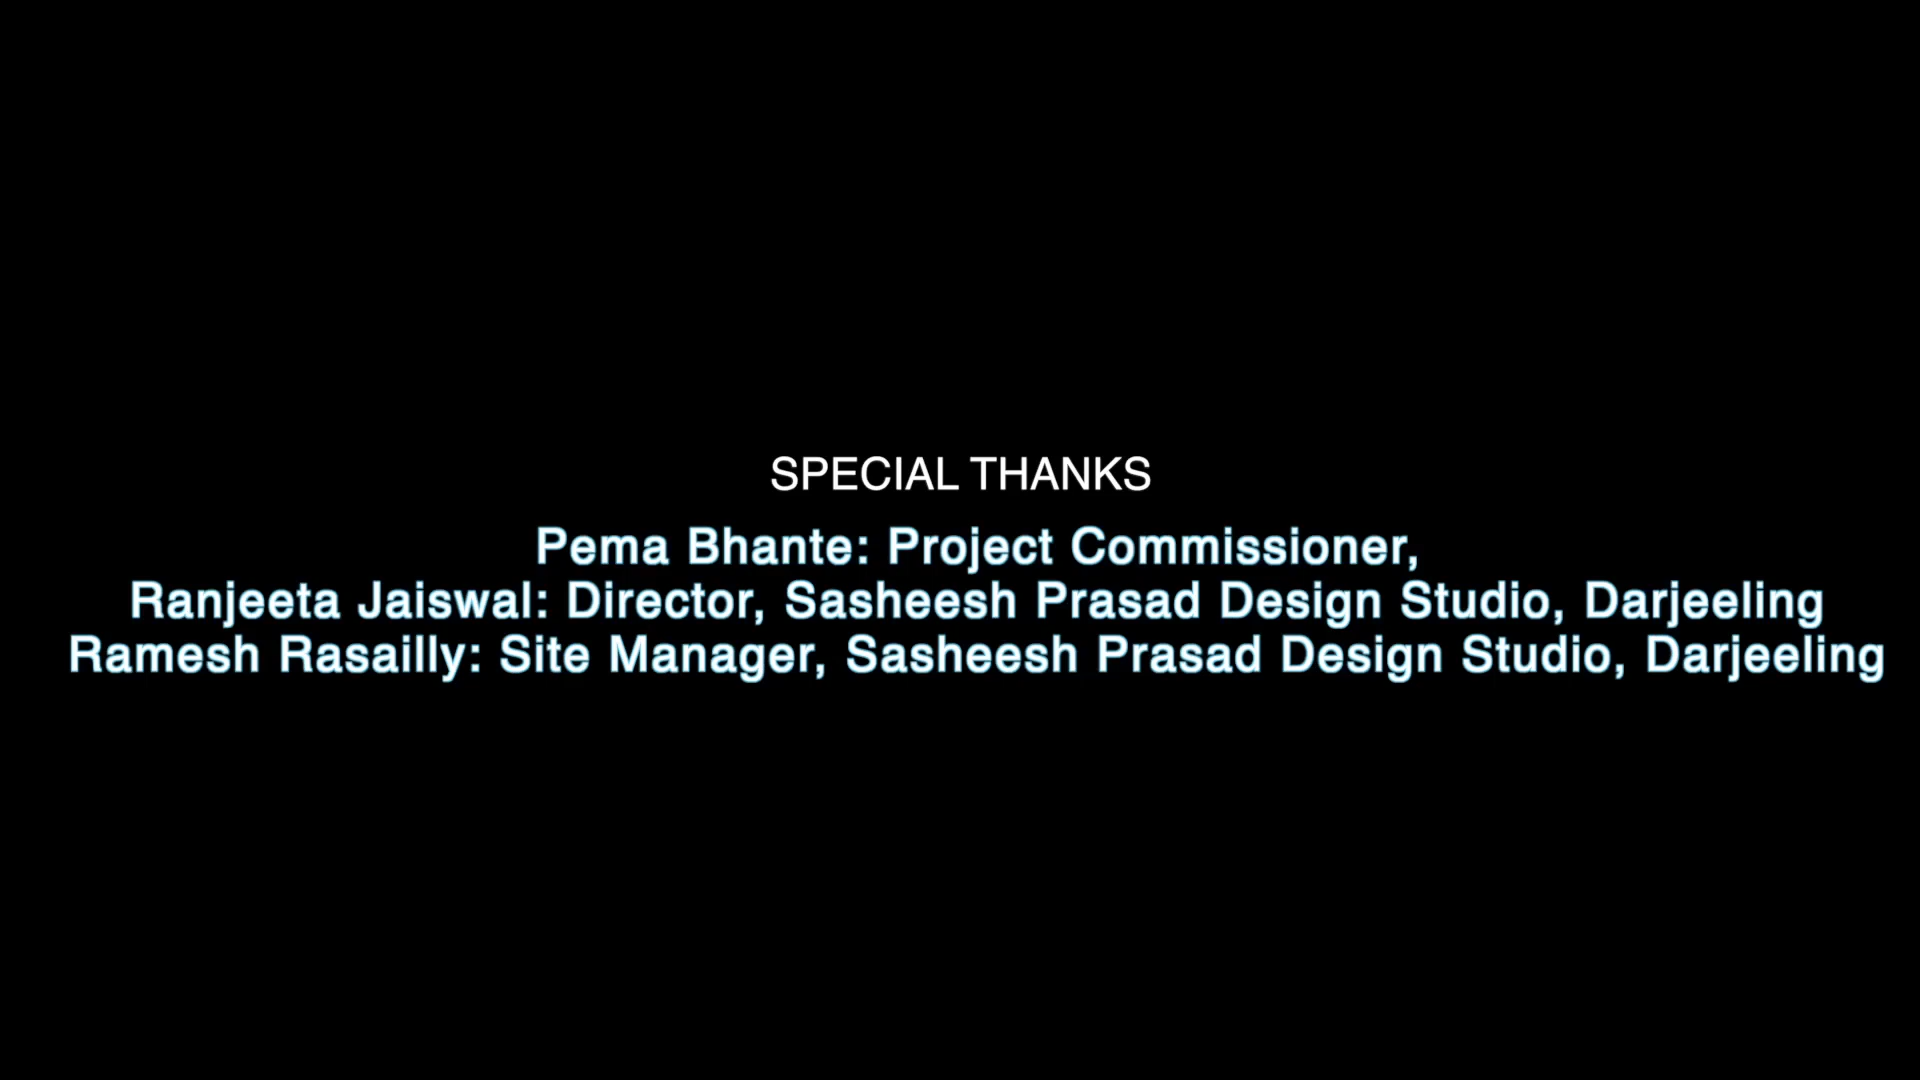 SPECIAL THANKS
Pema Bhante: Project Commissioner,
Ranjeeta Jaiswal: Director, Sasheesh Prasad Design Studio, Darjeeling
Ramesh Rasailly: Site Manager, Sasheesh Prasad Design Studio, Darjeeling